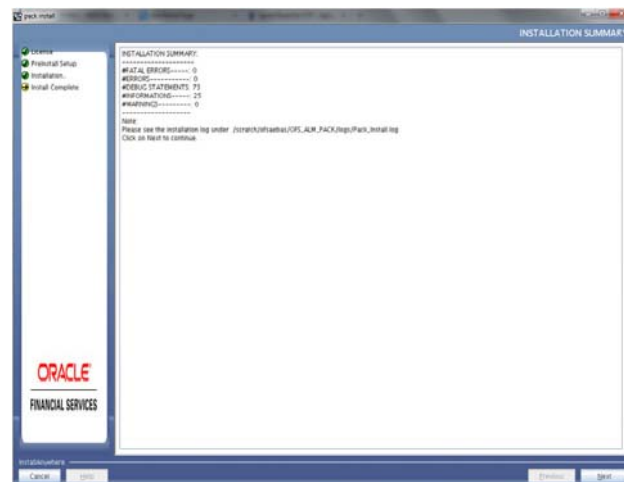 pack install
INSTALLATION SUMMARY
License
Preinstall Setup
Installation..
Install Complete
INSTALLATION SUMMARY:
--------------------
#FATAL ERRORS-----: 0
#ERRORS-----------: 0
#DEBUG STATEMENTS: 73
#INFORMATIONS-----: 25
#WARNINGS---------: 0
--------------------
Note:
Please see the installation log under /scratch/ofsaebas/OFS_ALM_PACK/logs/Pack_Install.log
Click on Next to continue.
ORACLE
FINANCIAL SERVICES
InstallAnywhere
Cancel Help Previous Next